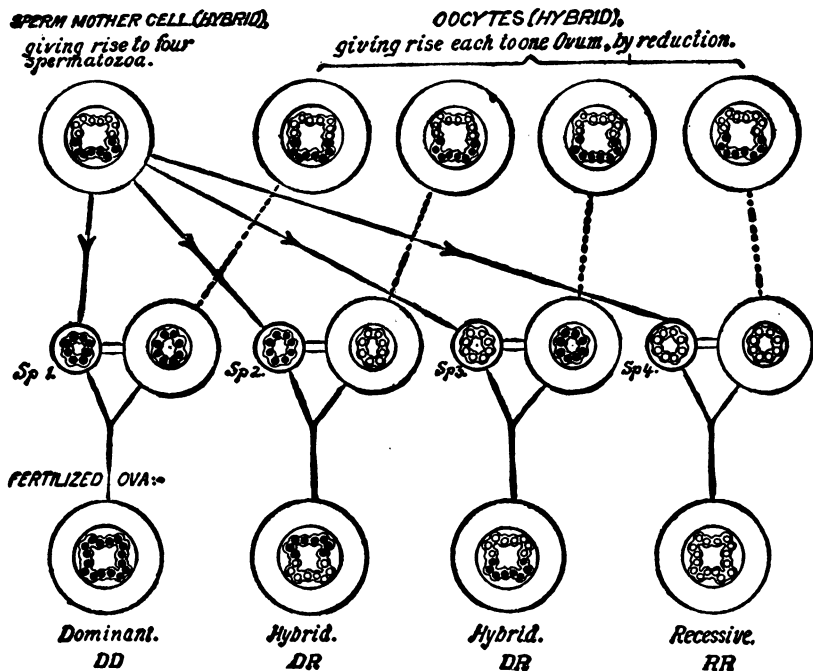 SPERM MOTHER CELL (HYBRID),
giving rise to four
spermatozoa.
OOCYTES (HYBRID),
giving rise each to one Ovum, by reduction.
Sp 1.
Sp 2.
Sp 3.
Sp 4.
FERTILIZED OVA:-
Dominant.
DD
Hybrid.
DR
Hybrid.
DR
Recessive.
RR